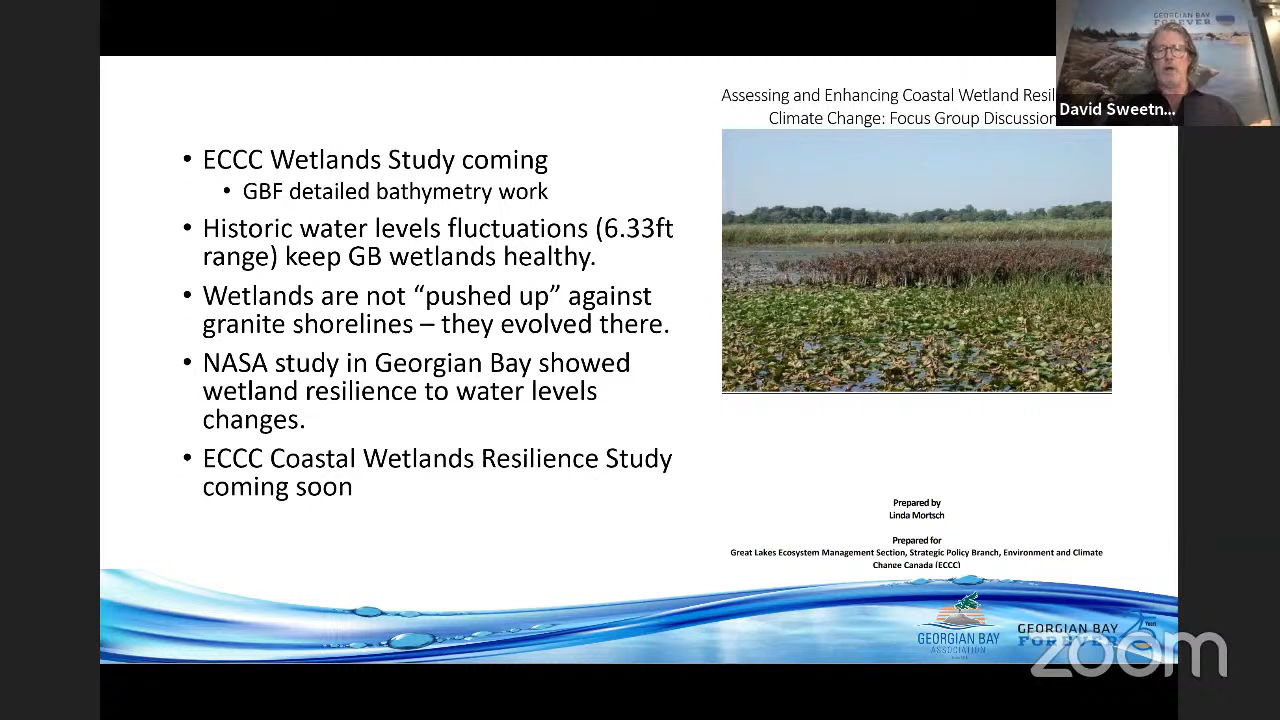 GEORGIAN BAY
FOREVER
David Sweetn...
Assessing and Enhancing Coastal Wetland Resil
Climate Change: Focus Group Discussion
• ECCC Wetlands Study coming
• GBF detailed bathymetry work
• Historic water levels fluctuations (6.33ft
range) keep GB wetlands healthy.
• Wetlands are not “pushed up” against
granite shorelines – they evolved there.
• NASA study in Georgian Bay showed
wetland resilience to water levels
changes.
• ECCC Coastal Wetlands Resilience Study
coming soon
Prepared by
Linda Mortsch
Prepared for
Great Lakes Ecosystem Management Section, Strategic Policy Branch, Environment and Climate
Change Canada (ECCC)
GEORGIAN BAY
ASSOCIATION
GEORGIAN BAY
FOREVER
Years
zoom